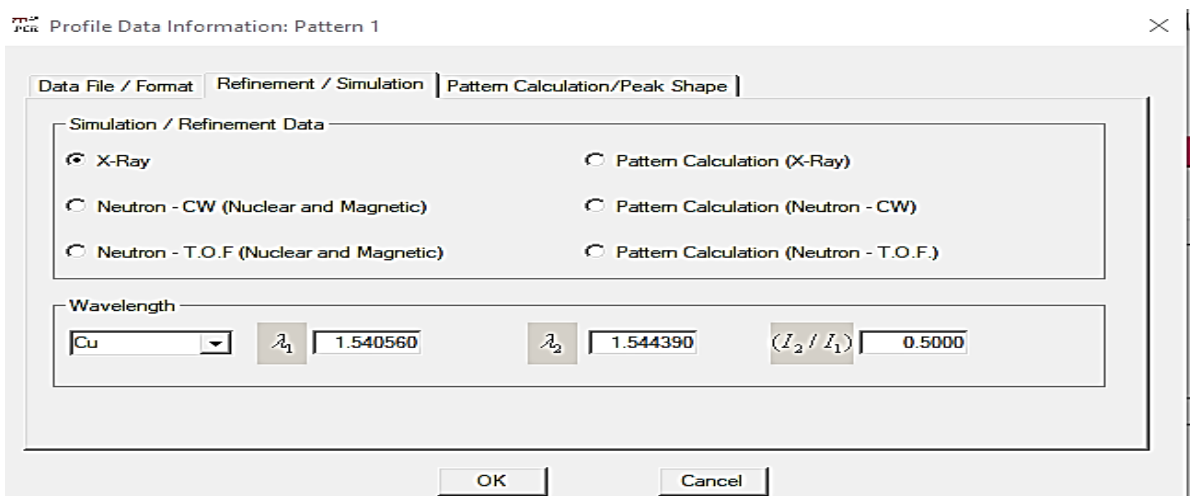 Profile Data Information: Pattern 1
Data File / Format Refinement / Simulation Pattern Calculation/Peak Shape
Simulation / Refinement Data
X-Ray Pattern Calculation (X-Ray)
Neutron - CW (Nuclear and Magnetic) Pattern Calculation (Neutron - CW)
Neutron - T.O.F (Nuclear and Magnetic) Pattern Calculation (Neutron - T.O.F.)
Wavelength
Cu λ1 1.540560 λ2 1.544390 (I2 / I1) 0.5000
OK Cancel